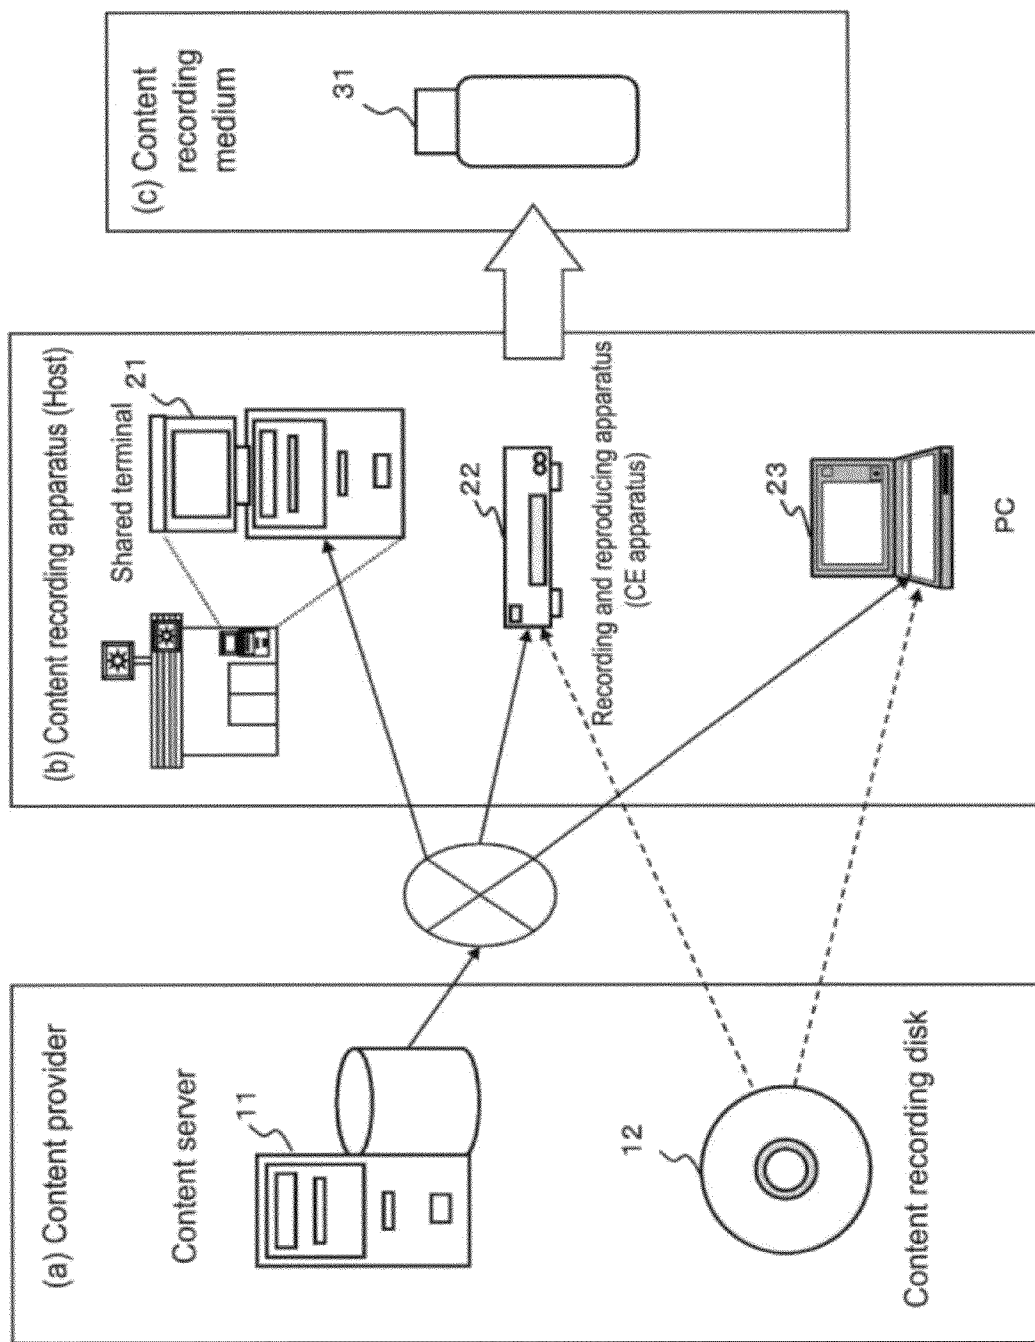 (a) Content provider
Content server
11
12
Content recording disk
(b) Content recording apparatus (Host)
Shared terminal
21
22
Recording and reproducing apparatus
(CE apparatus)
23
PC
(c) Content
recording
medium
31